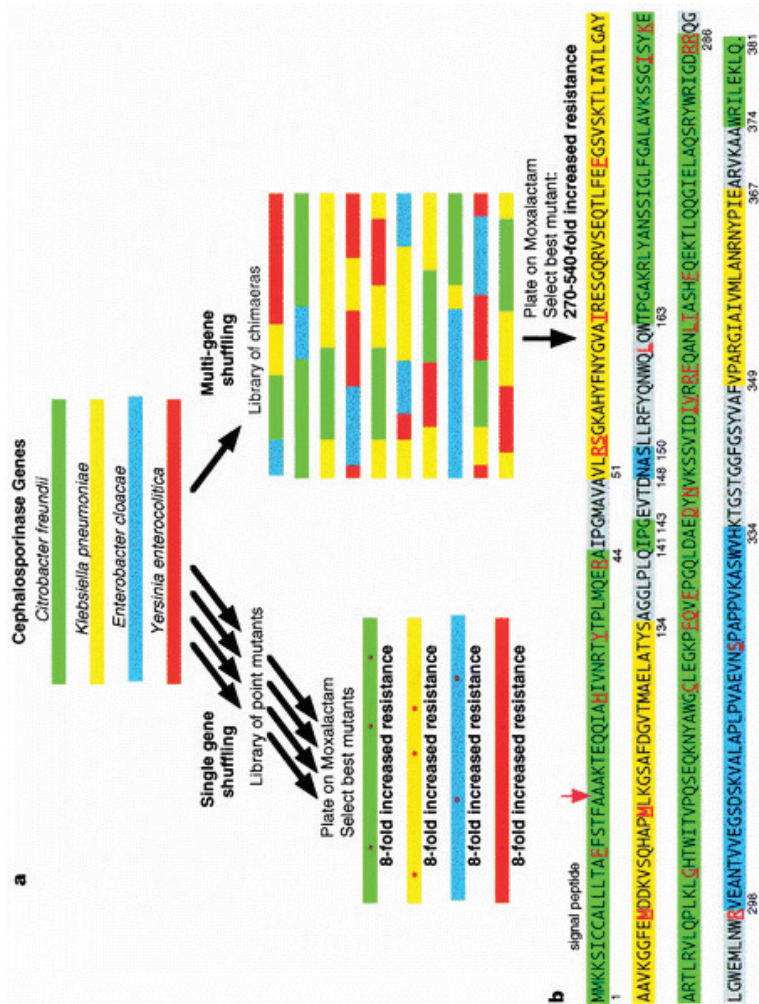 a
Cephalosporinase Genes
Citrobacter freundii
Klebsiella pneumoniae
Enterobacter cloacae
Yersinia enterocolitica
Single gene
shuffling
Library of point mutants
Plate on Moxalactam
Select best mutants
8-fold increased resistance
8-fold increased resistance
8-fold increased resistance
8-fold increased resistance
Multi-gene
shuffling
Library of chimaeras
Plate on Moxalactam
Select best mutant:
270-540-fold increased resistance
b
signal peptide
MMKKSICCALLLTAFFSTFAAAKTEQQIAHIVNRTYTPLMQERAIPGMAVAVLRSGKAHYFNYGVAIRESGQRVSEQTLFEEGSVSKTLTATLGAY
1 44 51
AAVKGGFEMDDKVSQHAPMLKGSAFDGVTMAELATYSAGGLPLQIPGEVTDNASLLRFYQNWQLQWTPGAKRLYANSSIGLFGALAVKSSGISYKE
134 141 143 148 150 163
ARTLRVLQPLKLGHTWITVPQSEQKNYAWGCLEGKPFQVEPGQLDAEDYNVKSSVIDIVRREQANLIASHEQEKTLQQGIELAQSRYWRIGDRRQG
286
LGWEMLNWRVEANTVVEGSDSKVALAPLPVAEVNSPAPPVKASWVHKTGSTGGFGSYVAFVPARGIAIVMLANRNYPIEARVKAAWRILEKLQ.
298 334 349 367 374 381